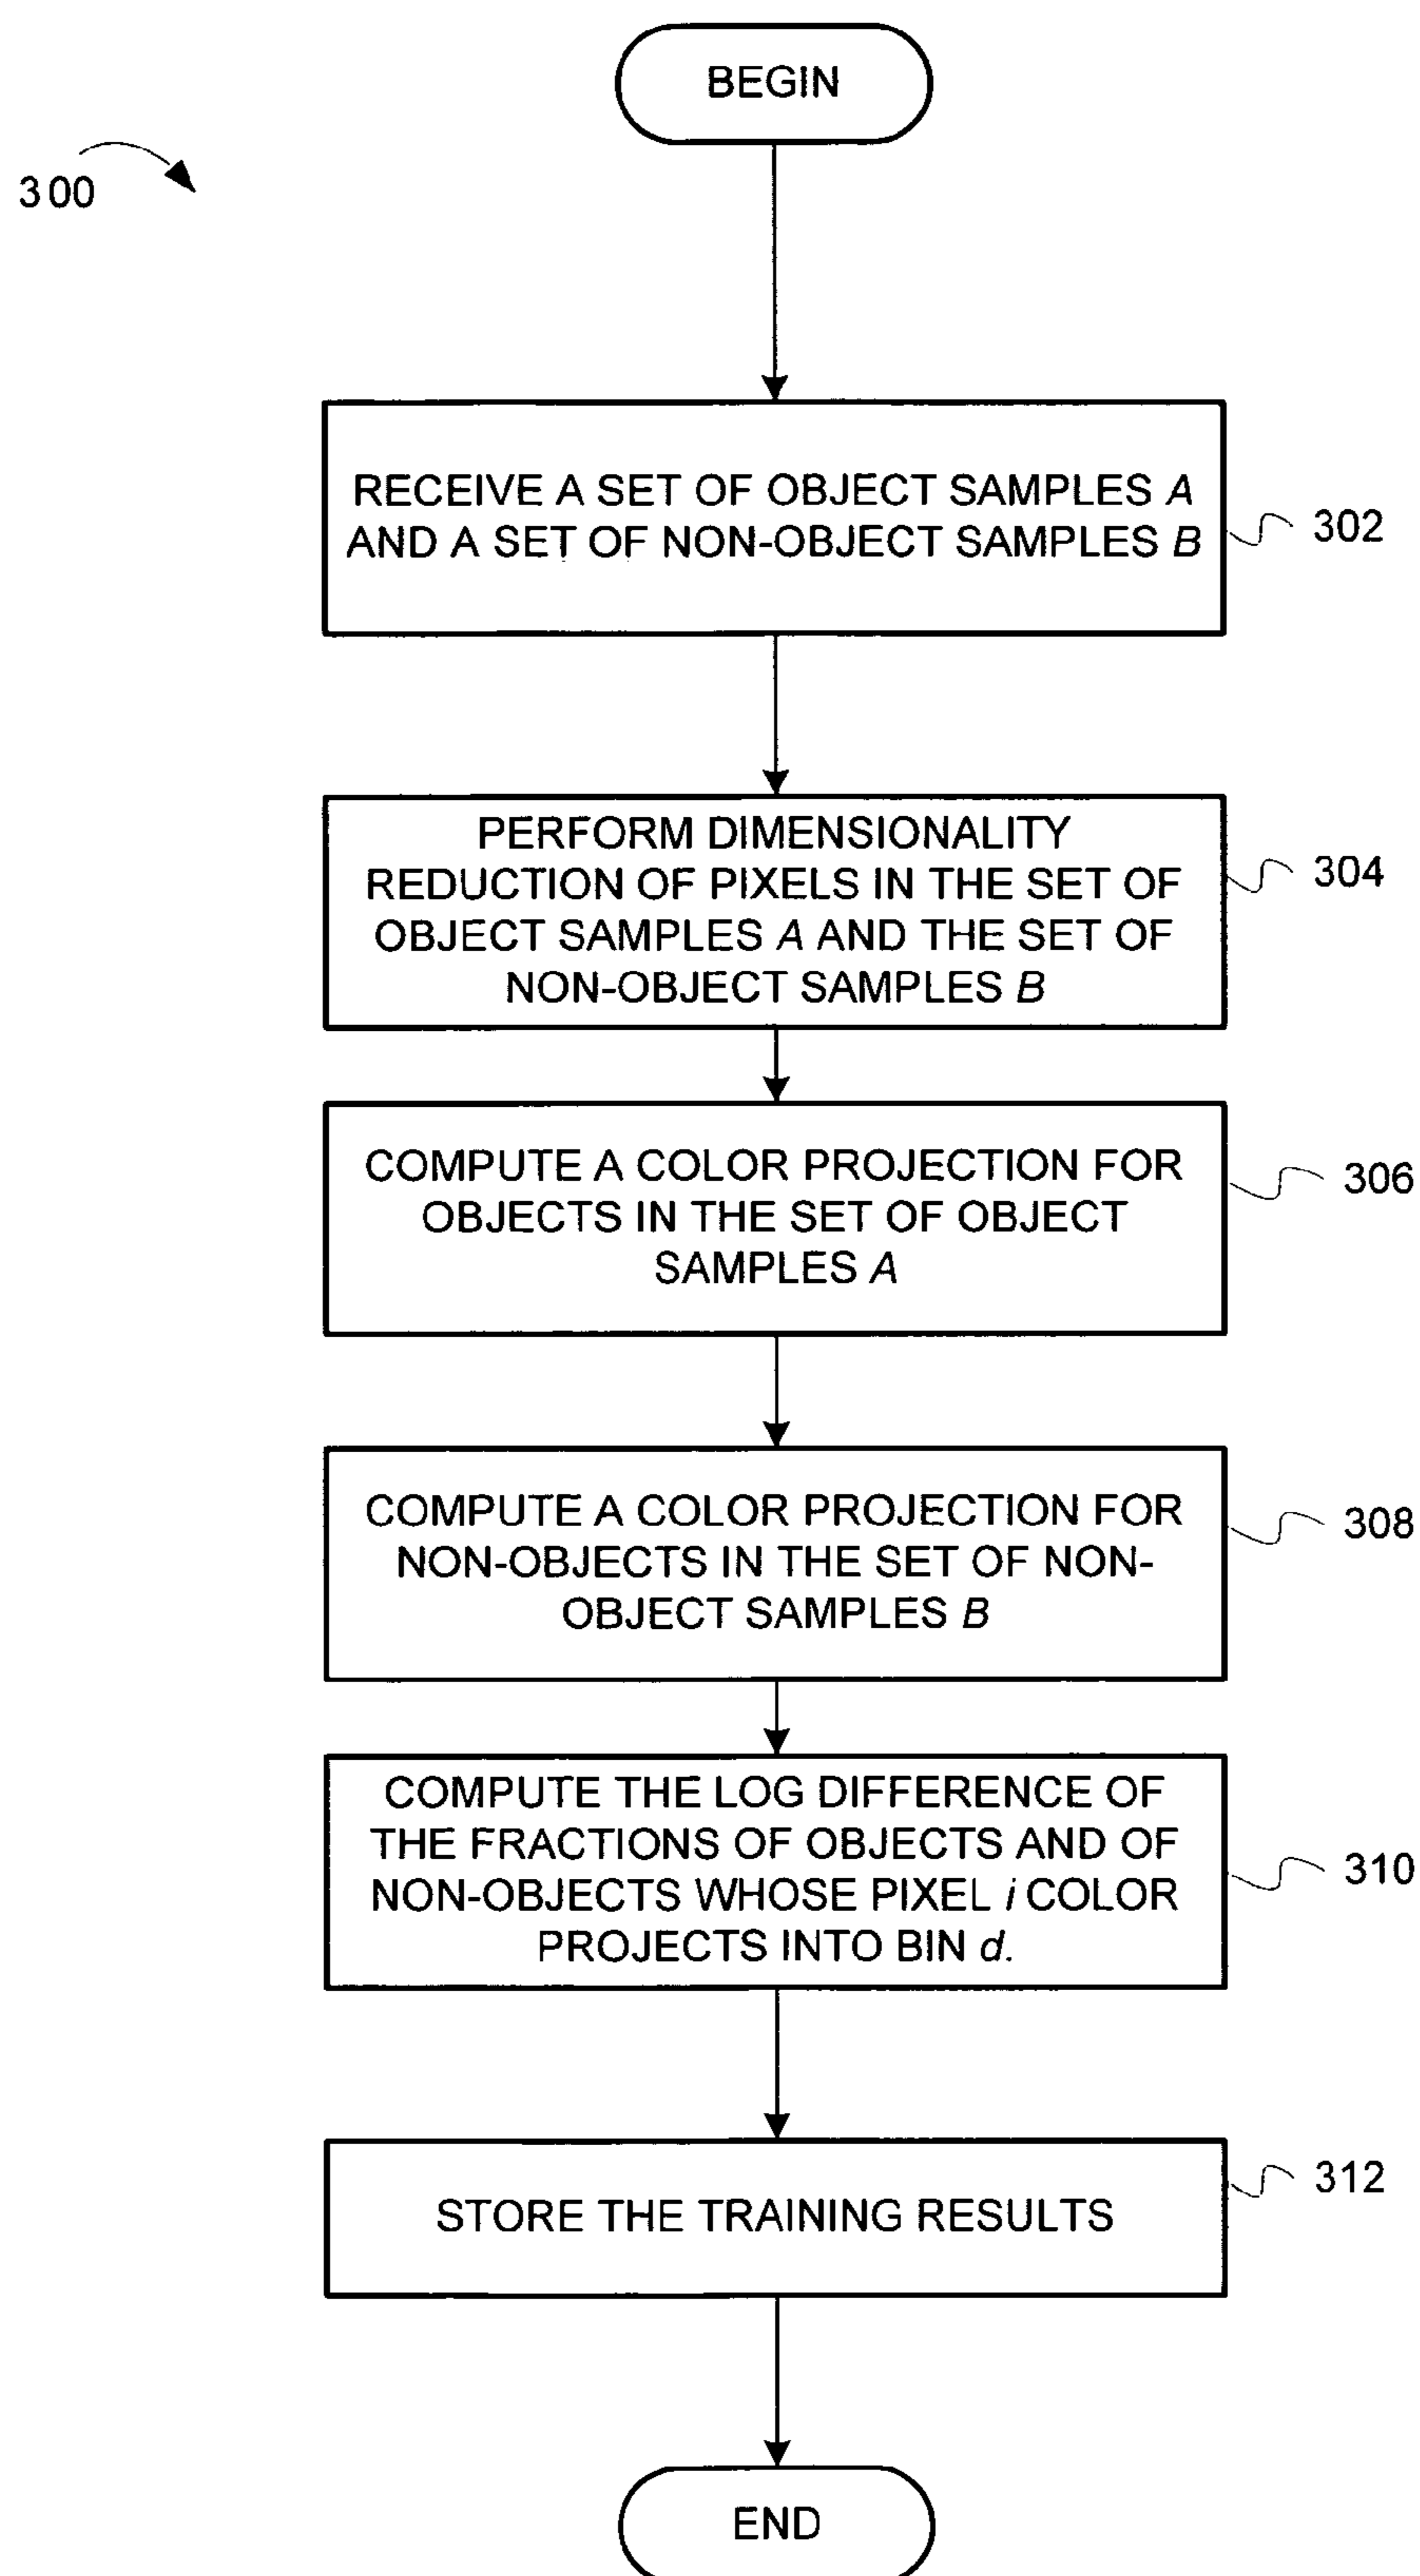 BEGIN
300
RECEIVE A SET OF OBJECT SAMPLES A
AND A SET OF NON-OBJECT SAMPLES B
302
PERFORM DIMENSIONALITY
REDUCTION OF PIXELS IN THE SET OF
OBJECT SAMPLES A AND THE SET OF
NON-OBJECT SAMPLES B
304
COMPUTE A COLOR PROJECTION FOR
OBJECTS IN THE SET OF OBJECT
SAMPLES A
306
COMPUTE A COLOR PROJECTION FOR
NON-OBJECTS IN THE SET OF NON-
OBJECT SAMPLES B
308
COMPUTE THE LOG DIFFERENCE OF
THE FRACTIONS OF OBJECTS AND OF
NON-OBJECTS WHOSE PIXEL i COLOR
PROJECTS INTO BIN d.
310
STORE THE TRAINING RESULTS
312
END